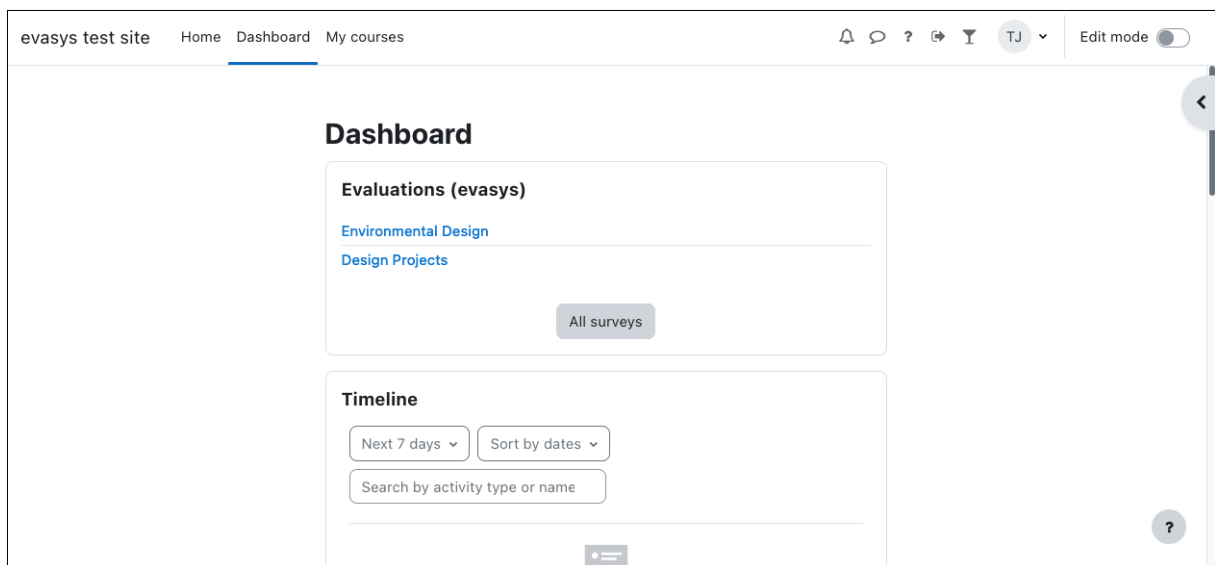 evasys test site Home Dashboard My courses ? TJ Edit mode
Dashboard
Evaluations (evasys)
Environmental Design
Design Projects
All surveys
Timeline
Next 7 days Sort by dates
Search by activity type or name
?